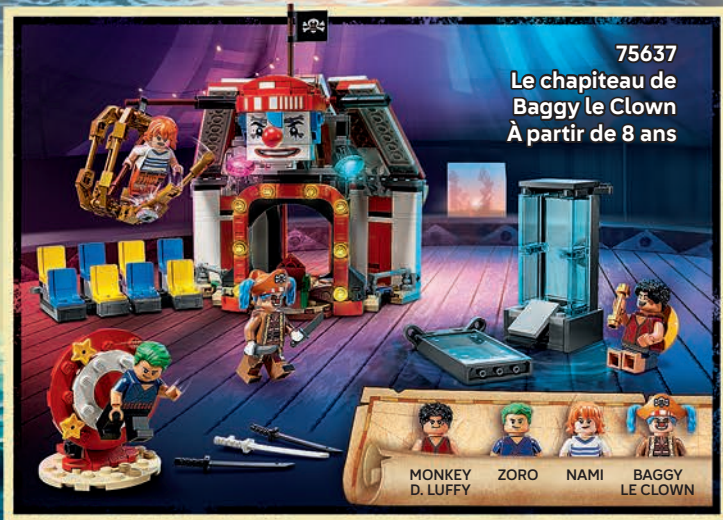 75637
Le chapiteau de
Baggy le Clown
À partir de 8 ans
MONKEY
D. LUFFY
ZORO
NAMI
BAGGY
LE CLOWN